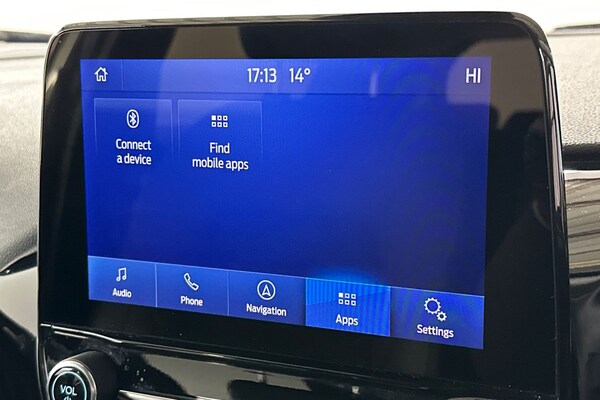 17:13 14° HI
Connect
a device
Find
mobile apps
Audio
Phone
Navigation
Apps
Settings
VOL